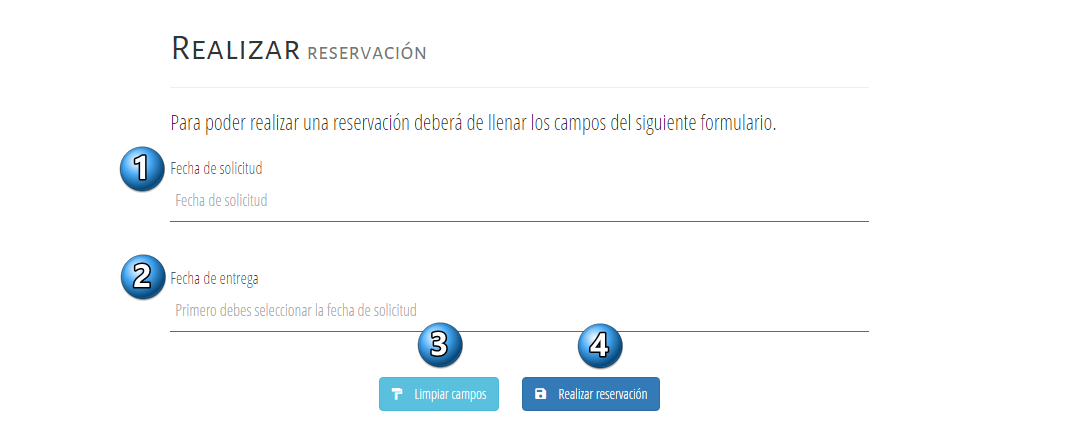 Realizar reservación
Para poder realizar una reservación deberá de llenar los campos del siguiente formulario.
1 Fecha de solicitud
Fecha de solicitud
2 Fecha de entrega
Primero debes seleccionar la fecha de solicitud
3 4
Limpiar campos Realizar reservación